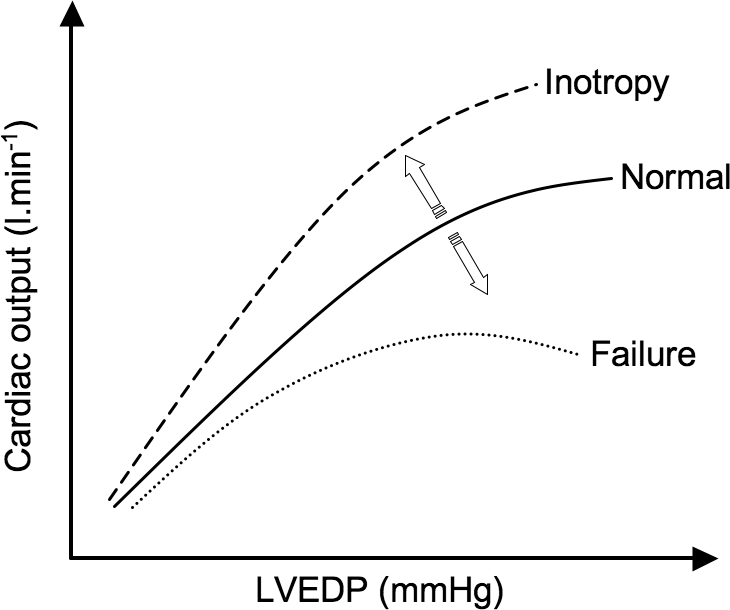 Inotropy
Normal
Failure
Cardiac output (l.min⁻¹)
LVEDP (mmHg)